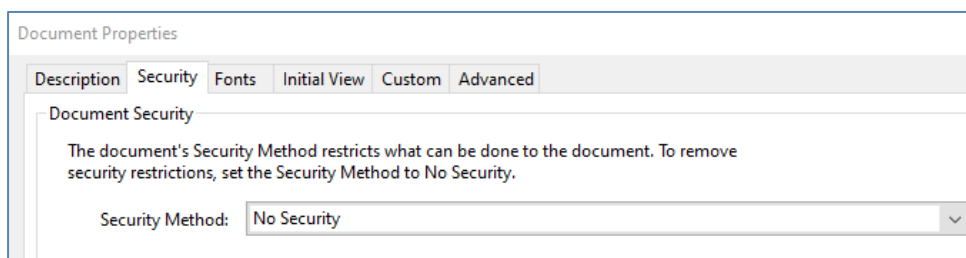 Document Properties
Description Security Fonts Initial View Custom Advanced
Document Security
The document's Security Method restricts what can be done to the document. To remove
security restrictions, set the Security Method to No Security.
Security Method: No Security